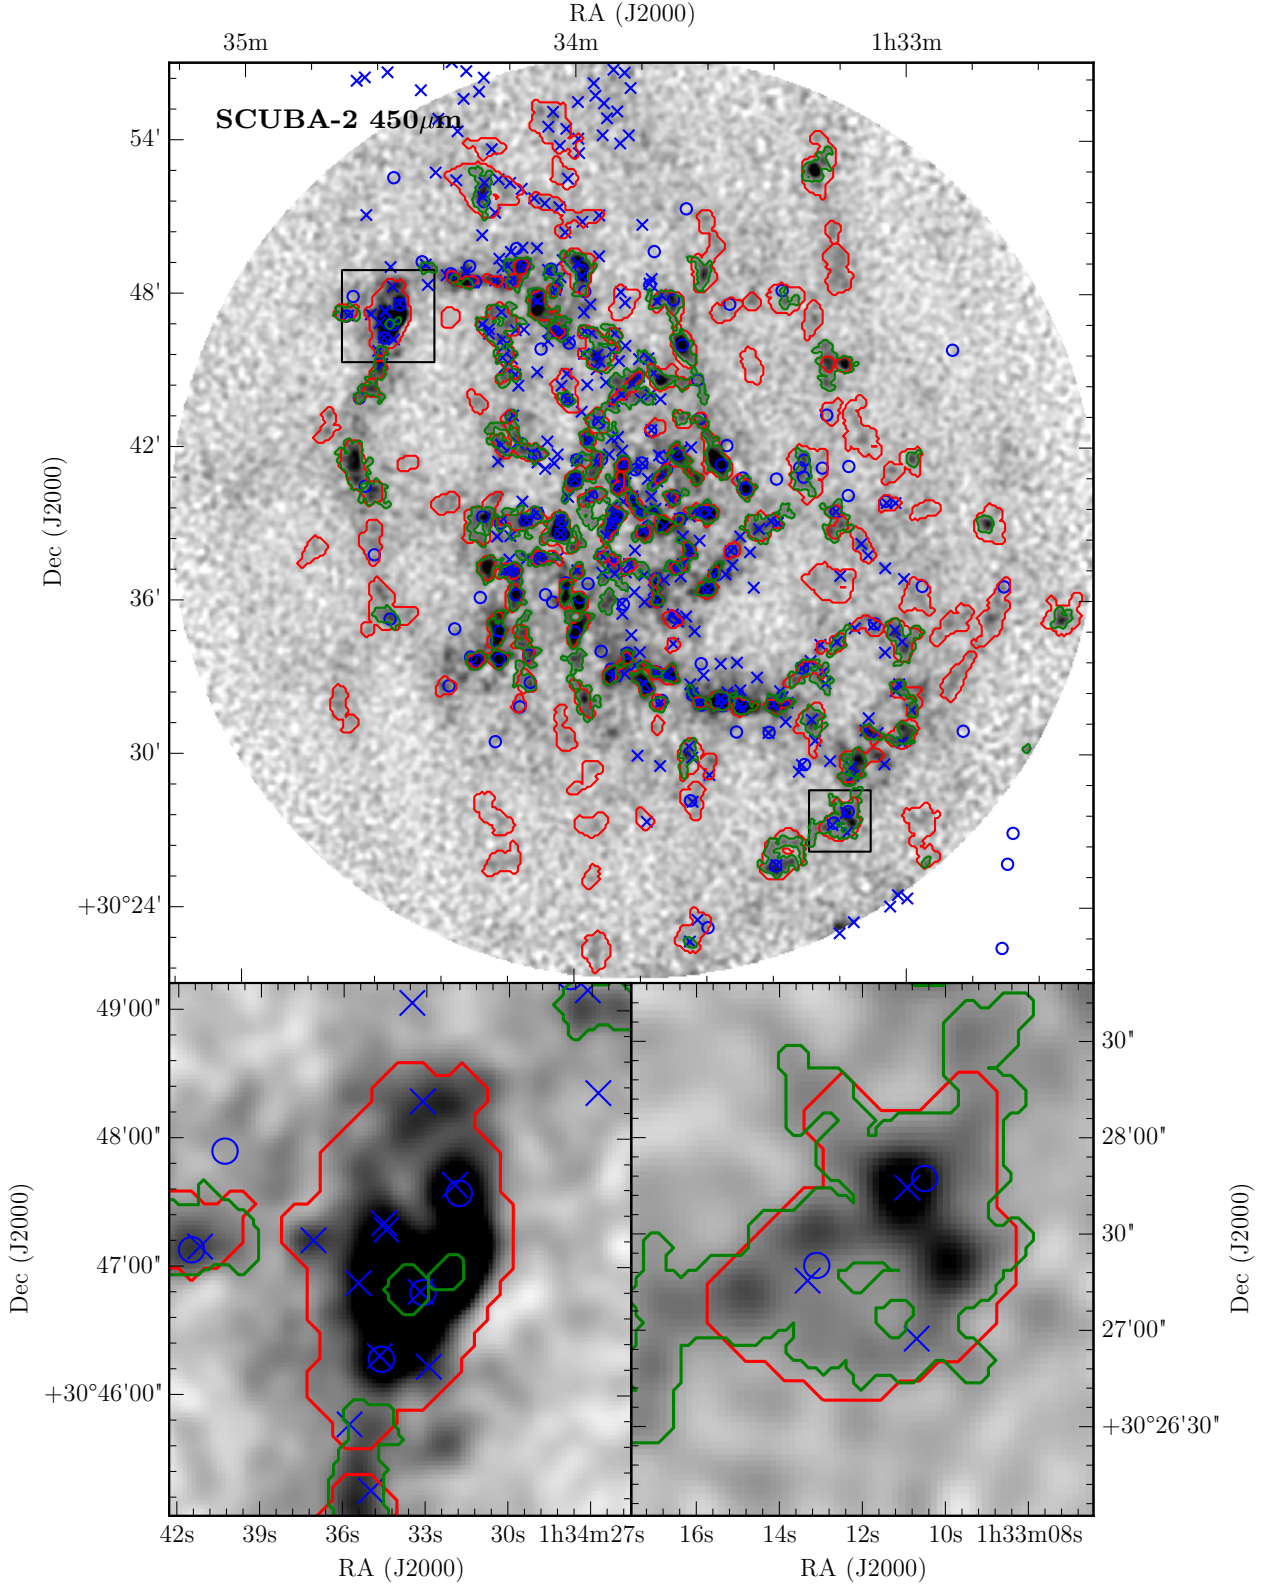 RA (J2000)
35m 34m 1h33m
SCUBA-2 450μm
54'
48'
42'
36'
30'
+30°24'
Dec (J2000)
49'00"
48'00"
47'00"
+30°46'00"
Dec (J2000)
30"
28'00"
30"
27'00"
+30°26'30"
Dec (J2000)
42s 39s 36s 33s 30s 1h34m27s 16s 14s 12s 10s 1h33m08s
RA (J2000) RA (J2000)